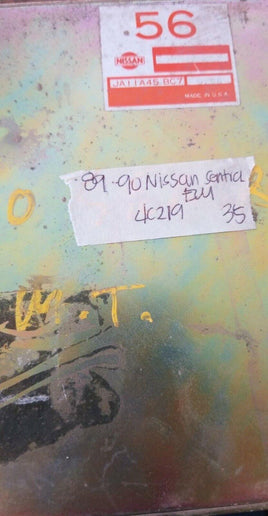 56
NISSAN
JA11A45 BC7
MADE IN U.S.A.
89-90 Nissan Sentra
ECU
4C219 35
O
M.T.